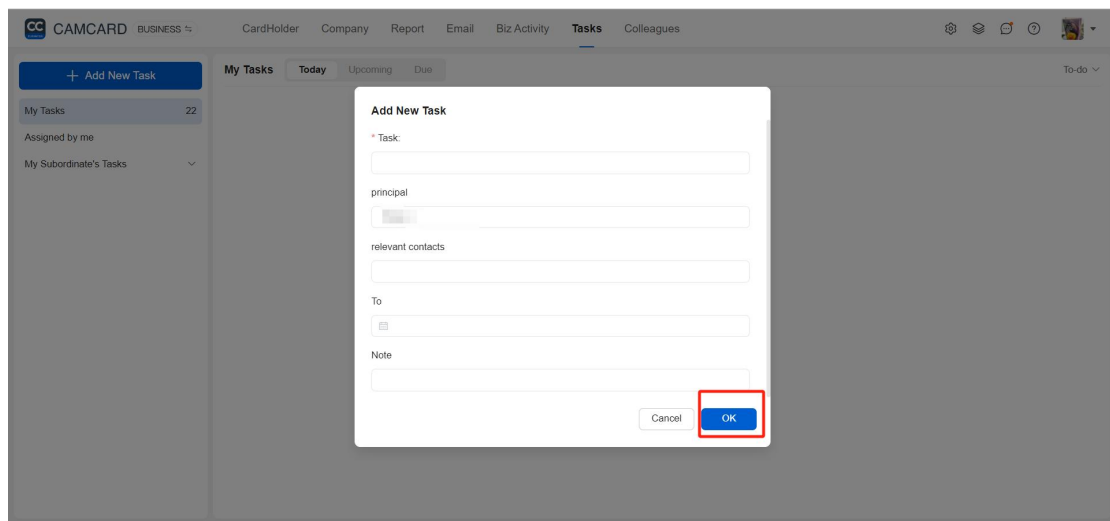 CC CAMCARD BUSINESS CardHolder Company Report Email Biz Activity Tasks Colleagues
+ Add New Task
My Tasks 22
Assigned by me
My Subordinate's Tasks
My Tasks Today Upcoming Due To-do
Add New Task
* Task:
principal
relevant contacts
To
Note
Cancel OK